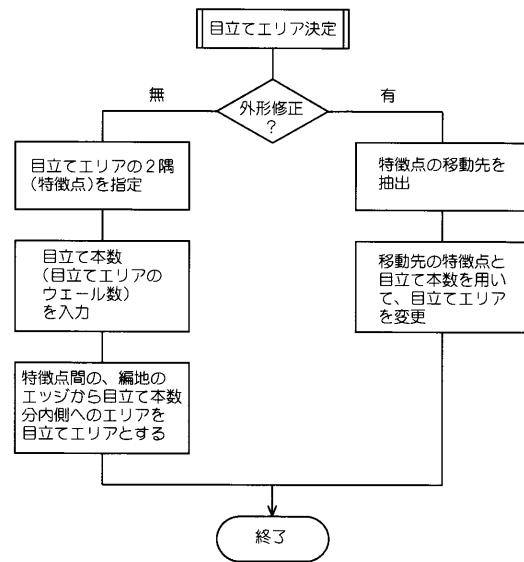 目立てエリア決定
外形修正
?
無
有
目立てエリアの2隅
(特徴点)を指定
目立て本数
(目立てエリアの
ウェール数)
を入力
特徴点間の、編地の
エッジから目立て本数
分内側へのエリアを
目立てエリアとする
特徴点の移動先を
抽出
移動先の特徴点と
目立て本数を用い
て、目立てエリア
を変更
終了